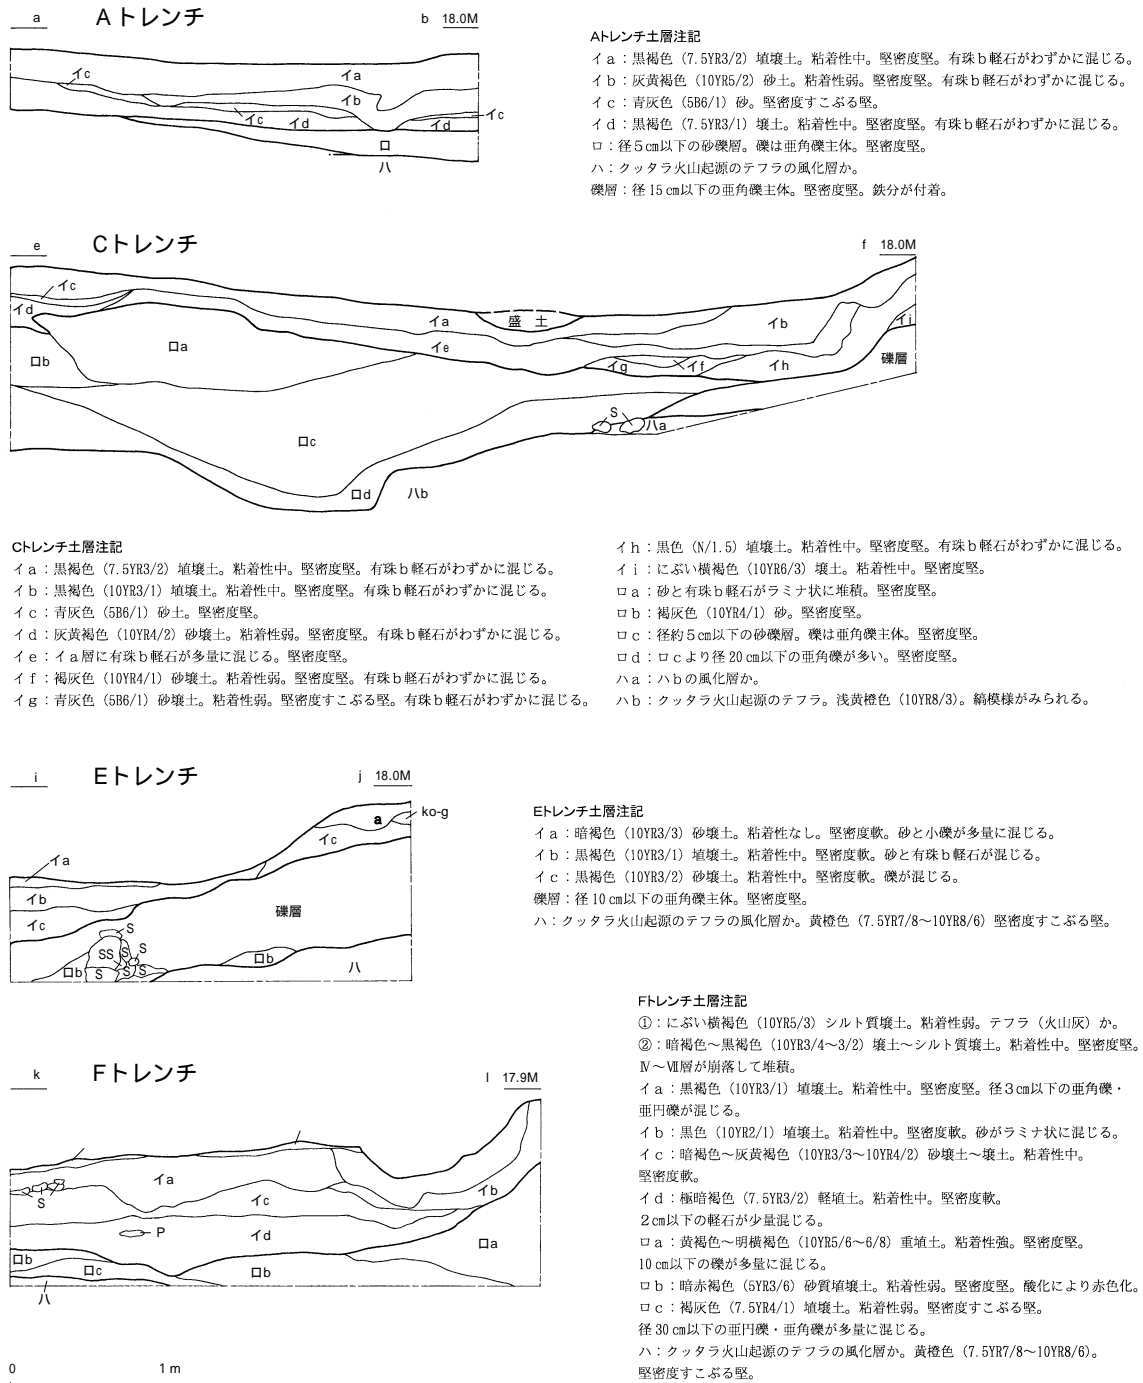 a Aトレンチ b 18.0M
イc
イa
イb
イc
イd
イd
イc
ロ
ハ
Aトレンチ土層注記
イa：黒褐色（7.5YR3/2）埴壌土。粘着性中。堅密度堅。有珠b軽石がわずかに混じる。
イb：灰黄褐色（10YR5/2）砂土。粘着性弱。堅密度堅。有珠b軽石がわずかに混じる。
イc：青灰色（5B6/1）砂。堅密度すこぶる堅。
イd：黒褐色（7.5YR3/1）壌土。粘着性中。堅密度堅。有珠b軽石がわずかに混じる。
ロ：径5㎝以下の砂礫層。礫は亜角礫主体。堅密度堅。
ハ：クッタラ火山起源のテフラの風化層か。
礫層：径15㎝以下の亜角礫主体。堅密度堅。鉄分が付着。
e Cトレンチ f 18.0M
イc
イd
ロb
ロa
イa
盛土
イe
イb
イi
礫層
イg
イf
イh
S
ハa
ロc
ロd
ハb
Cトレンチ土層注記
イa：黒褐色（7.5YR3/2）埴壌土。粘着性中。堅密度堅。有珠b軽石がわずかに混じる。
イb：黒褐色（10YR3/1）埴壌土。粘着性中。堅密度堅。有珠b軽石がわずかに混じる。
イc：青灰色（5B6/1）砂土。堅密度堅。
イd：灰黄褐色（10YR4/2）砂壌土。粘着性弱。堅密度堅。有珠b軽石がわずかに混じる。
イe：イa層に有珠b軽石が多量に混じる。堅密度堅。
イf：褐灰色（10YR4/1）砂壌土。粘着性弱。堅密度堅。有珠b軽石がわずかに混じる。
イg：青灰色（5B6/1）砂壌土。粘着性弱。堅密度すこぶる堅。有珠b軽石がわずかに混じる。
イh：黒色（N/1.5）埴壌土。粘着性中。堅密度堅。有珠b軽石がわずかに混じる。
イi：にぶい横褐色（10YR6/3）壌土。粘着性中。堅密度堅。
ロa：砂と有珠b軽石がラミナ状に堆積。堅密度堅。
ロb：褐灰色（10YR4/1）砂。堅密度堅。
ロc：径約5㎝以下の砂礫層。礫は亜角礫主体。堅密度堅。
ロd：ロcより径20㎝以下の亜角礫が多い。堅密度堅。
ハa：ハbの風化層か。
ハb：クッタラ火山起源のテフラ。浅黄橙色（10YR8/3）。縞模様がみられる。
i Eトレンチ j 18.0M
イa
イb
イc
ロb
S
SS
S
S
S
S
S
ロb
礫層
ハ
a
イc
ko-g
Eトレンチ土層注記
イa：暗褐色（10YR3/3）砂壌土。粘着性なし。堅密度軟。砂と小礫が多量に混じる。
イb：黒褐色（10YR3/1）埴壌土。粘着性中。堅密度軟。砂と有珠b軽石が混じる。
イc：黒褐色（10YR3/2）砂壌土。粘着性中。堅密度軟。礫が混じる。
礫層：径10㎝以下の亜角礫主体。堅密度堅。
ハ：クッタラ火山起源のテフラの風化層か。黄橙色（7.5YR7/8～10YR8/6）堅密度すこぶる堅。
k Fトレンチ l 17.9M
イa
S
イc
イb
P
イd
ロa
ロb
ロc
ロb
ハ
Fトレンチ土層注記
①：にぶい横褐色（10YR5/3）シルト質壌土。粘着性弱。テフラ（火山灰）か。
②：暗褐色～黒褐色（10YR3/4～3/2）壌土～シルト質壌土。粘着性中。堅密度堅。
Ⅳ～Ⅶ層が崩落して堆積。
イa：黒褐色（10YR3/1）埴壌土。粘着性中。堅密度堅。径3㎝以下の亜角礫・
亜円礫が混じる。
イb：黒色（10YR2/1）埴壌土。粘着性中。堅密度軟。砂がラミナ状に混じる。
イc：暗褐色～灰黄褐色（10YR3/3～10YR4/2）砂壌土～壌土。粘着性中。
堅密度軟。
イd：極暗褐色（7.5YR3/2）軽埴土。粘着性中。堅密度軟。
2㎝以下の軽石が少量混じる。
ロa：黄褐色～明横褐色（10YR5/6～6/8）重埴土。粘着性強。堅密度堅。
10㎝以下の礫が多量に混じる。
ロb：暗赤褐色（5YR3/6）砂質埴壌土。粘着性弱。堅密度堅。酸化により赤色化。
ロc：褐灰色（7.5YR4/1）埴壌土。粘着性弱。堅密度すこぶる堅。
径30㎝以下の亜円礫・亜角礫が多量に混じる。
ハ：クッタラ火山起源のテフラの風化層か。黄橙色（7.5YR7/8～10YR8/6）。
堅密度すこぶる堅。
0 1m